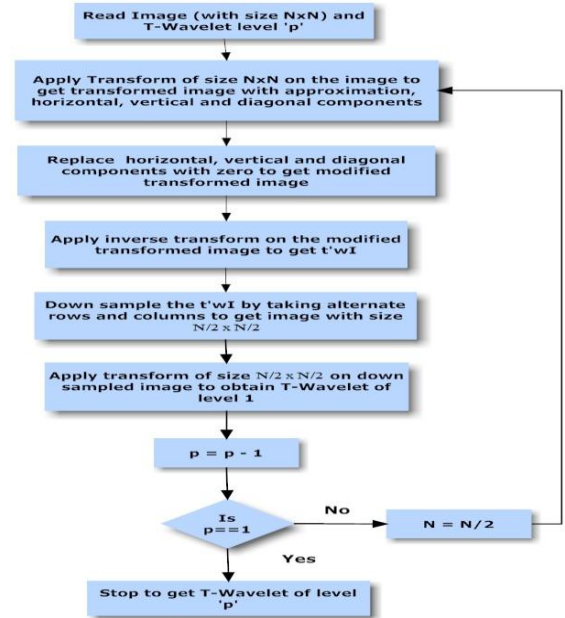 Read Image (with size NxN) and
T-Wavelet level 'p'
Apply Transform of size NxN on the image to
get transformed image with approximation,
horizontal, vertical and diagonal components
Replace horizontal, vertical and diagonal
components with zero to get modified
transformed image
Apply inverse transform on the modified
transformed image to get t'wI
Down sample the t'wI by taking alternate
rows and columns to get image with size
N/2 x N/2
Apply transform of size N/2 x N/2 on down
sampled image to obtain T-Wavelet of
level 1
p = p - 1
Is
p==1
No
N = N/2
Yes
Stop to get T-Wavelet of level
'p'